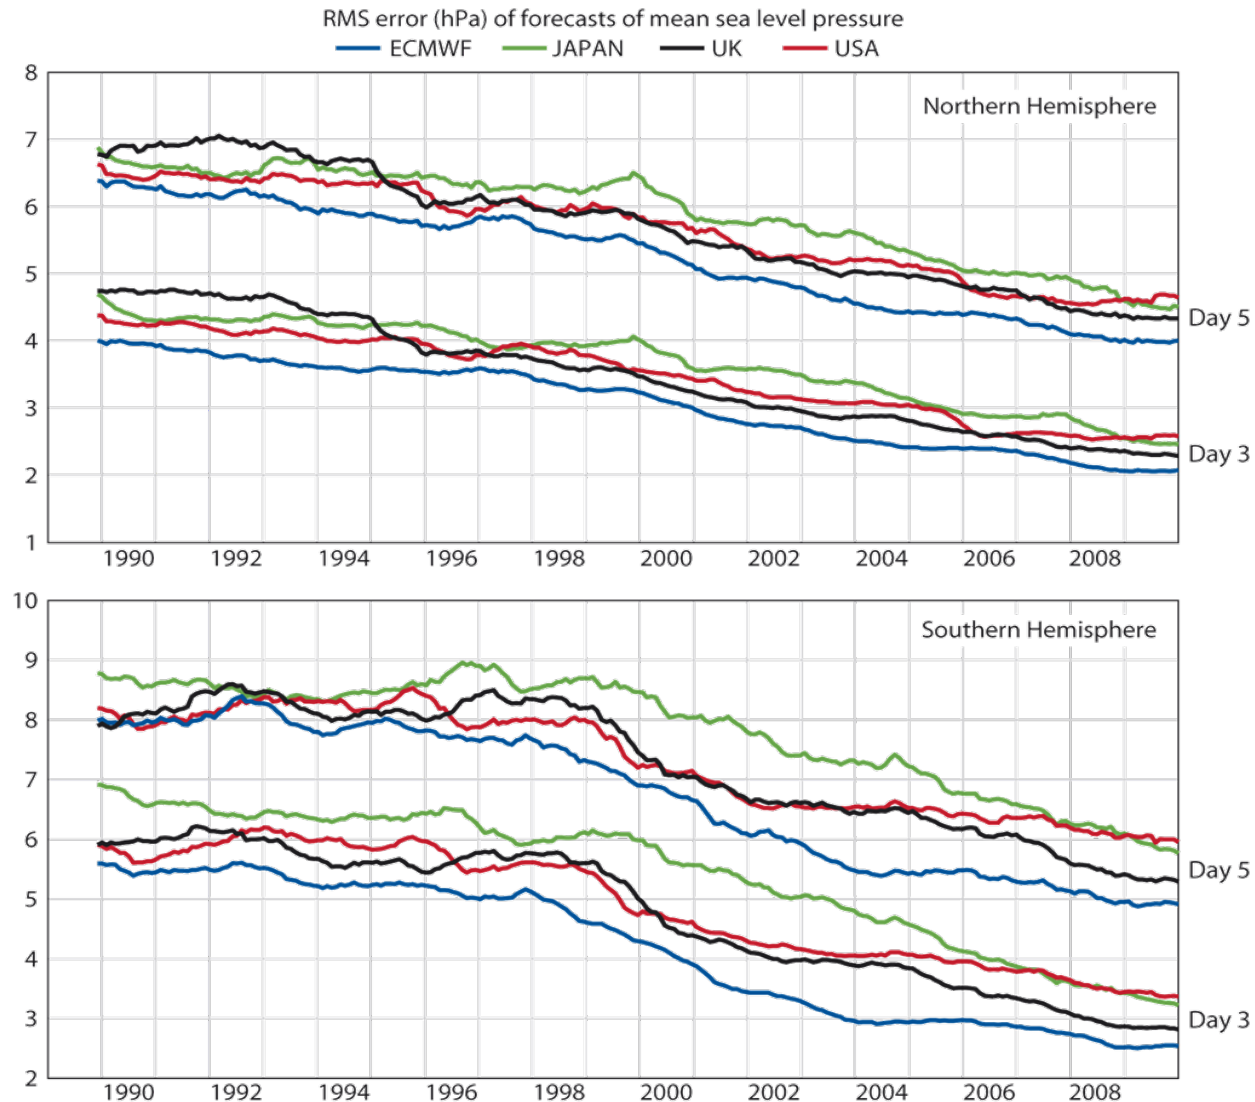 RMS error (hPa) of forecasts of mean sea level pressure
ECMWF JAPAN UK USA
8
Northern Hemisphere
7
6
5
Day 5
4
3
Day 3
2
1
1990 1992 1994 1996 1998 2000 2002 2004 2006 2008
10
Southern Hemisphere
9
8
7
6
Day 5
5
4
3
Day 3
2
1990 1992 1994 1996 1998 2000 2002 2004 2006 2008